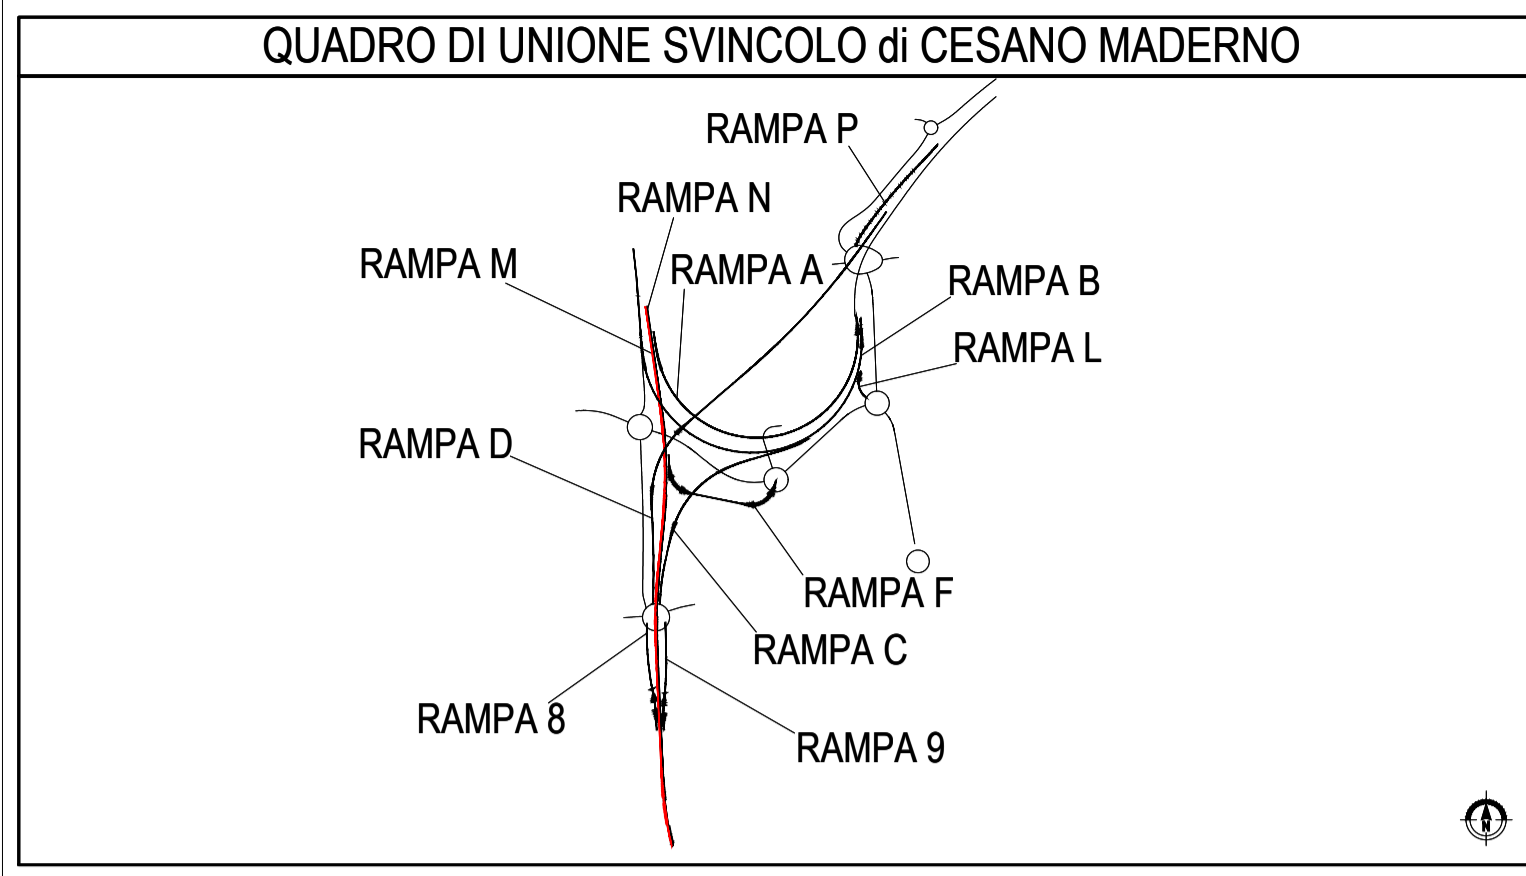 QUADRO DI UNIONE SVINCOLO di CESANO MADERNO
RAMPA P
RAMPA N
RAMPA M
RAMPA A
RAMPA B
RAMPA L
RAMPA D
RAMPA F
RAMPA C
RAMPA 8
RAMPA 9
N